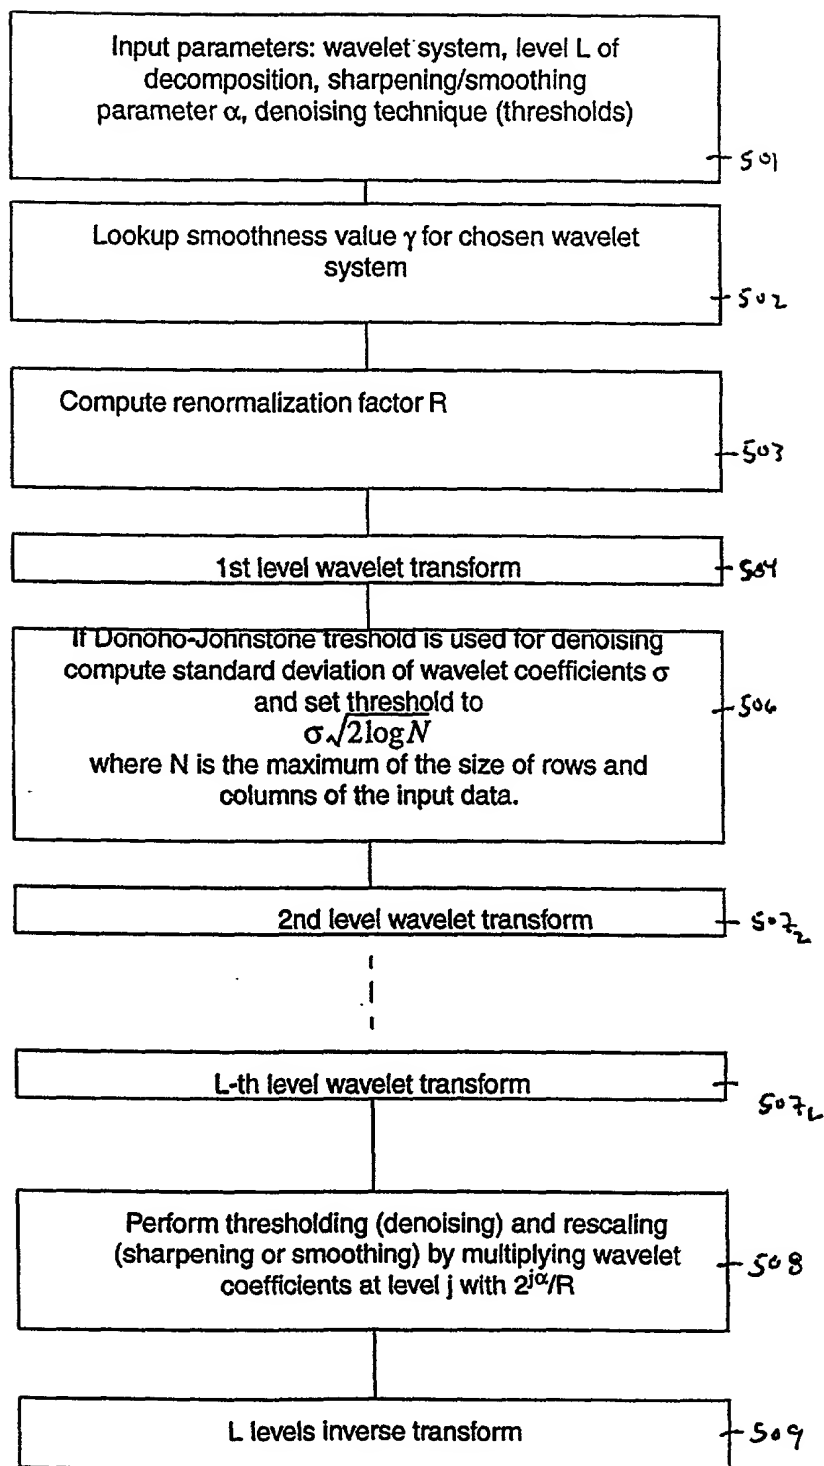 Input parameters: wavelet system, level L of
decomposition, sharpening/smoothing
parameter α, denoising technique (thresholds)
501
Lookup smoothness value γ for chosen wavelet
system
502
Compute renormalization factor R
503
1st level wavelet transform
504
If Donoho-Johnstone treshold is used for denoising
compute standard deviation of wavelet coefficients σ
and set threshold to
σ√2logN
where N is the maximum of the size of rows and
columns of the input data.
506
2nd level wavelet transform
507₂
L-th level wavelet transform
507L
Perform thresholding (denoising) and rescaling
(sharpening or smoothing) by multiplying wavelet
coefficients at level j with 2^jα/R
508
L levels inverse transform
509